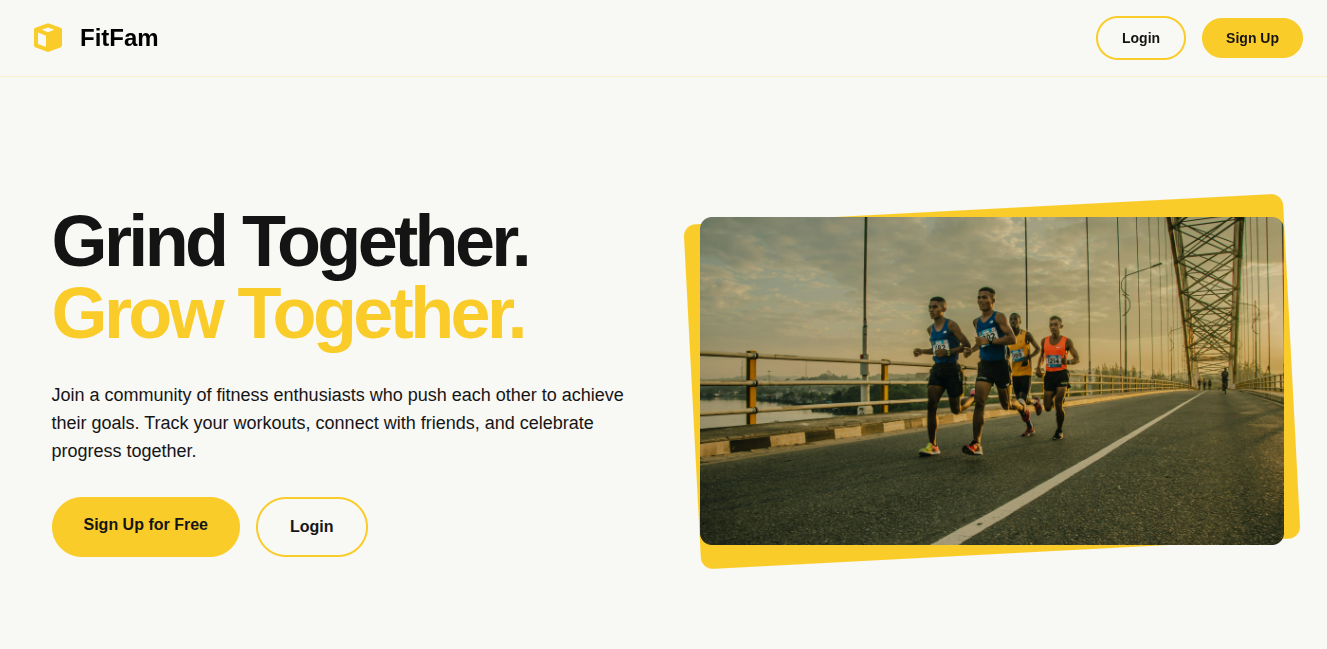 FitFam
Login
Sign Up
Grind Together.
Grow Together.
Join a community of fitness enthusiasts who push each other to achieve
their goals. Track your workouts, connect with friends, and celebrate
progress together.
Sign Up for Free
Login